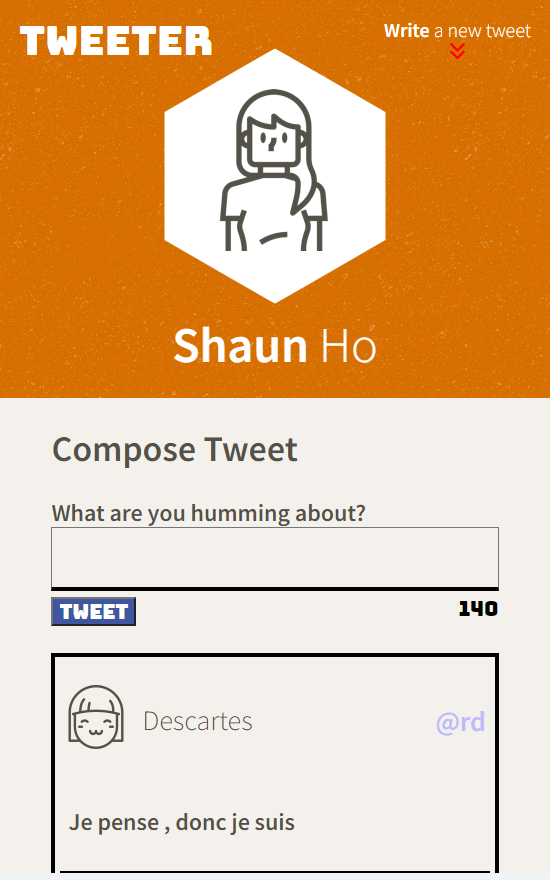 TWEETER
Write a new tweet
Shaun Ho
Compose Tweet
What are you humming about?
TWEET
140
Descartes
@rd
Je pense , donc je suis